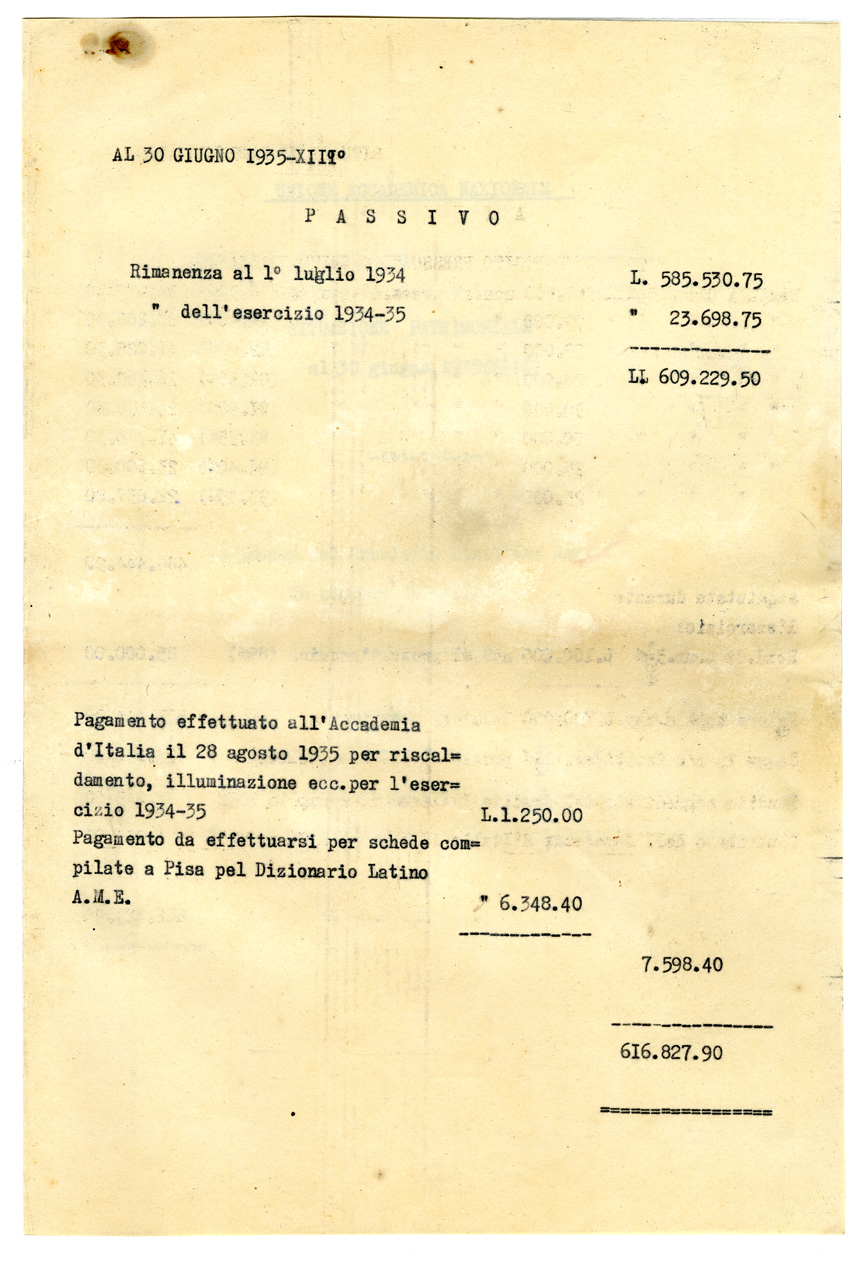 AL 30 GIUGNO 1935-XIIIº
P A S S I V O
Rimanenza al 1º luglio 1934 L. 585.530.75
" dell'esercizio 1934-35 " 23.698.75
--------------
LL 609.229.50
Pagamento effettuato all'Accademia
d'Italia il 28 agosto 1935 per riscal=
damento, illuminazione ecc.per l'eser=
cizio 1934-35 L.1.250.00
Pagamento da effettuarsi per schede com=
pilate a Pisa pel Dizionario Latino
A.M.E. " 6.348.40
-------------
7.598.40
----------------
616.827.90
=================